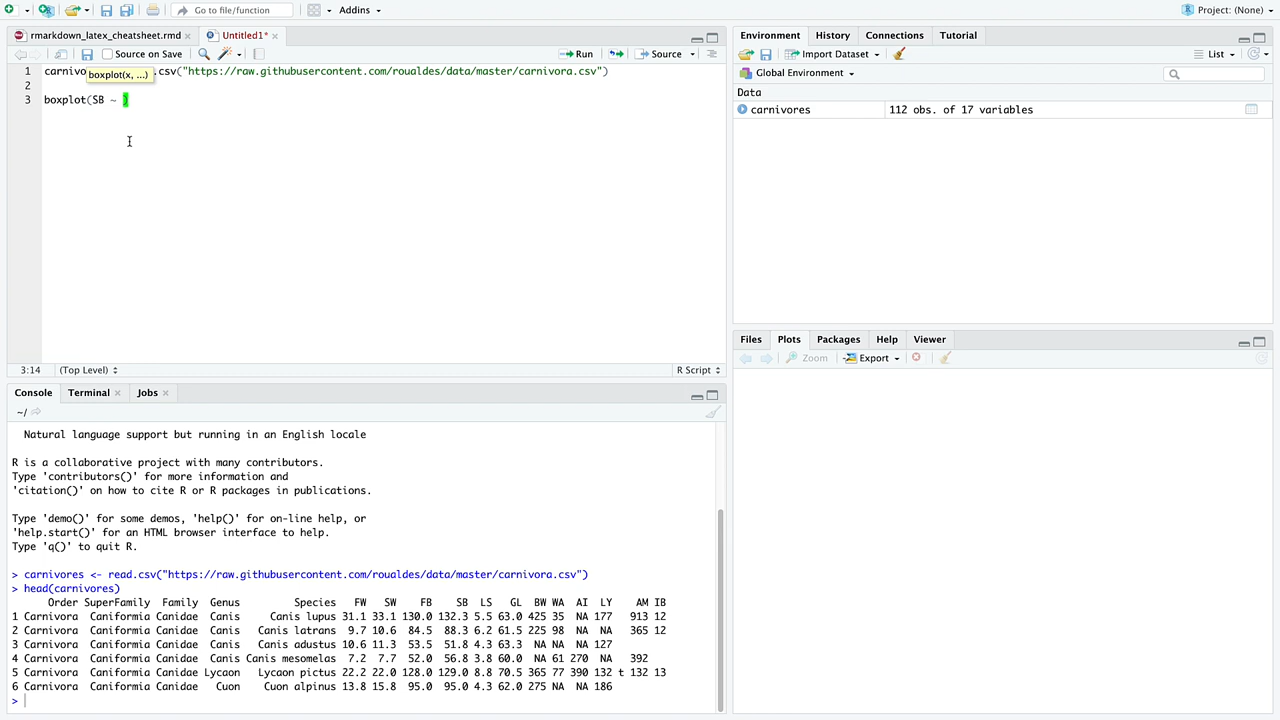 Go to file/function
Addins
Project: (None)
rmarkdown_latex_cheatsheet.rmd
Untitled1*
Source on Save
Run
Source
1 carnivo .csv("https://raw.githubusercontent.com/roualdes/data/master/carnivora.csv")
boxplot(x, ...)
2
3 boxplot(SB ~ )
3:14 (Top Level)
R Script
Console Terminal Jobs
~/
Natural language support but running in an English locale
R is a collaborative project with many contributors.
Type 'contributors()' for more information and
'citation()' on how to cite R or R packages in publications.
Type 'demo()' for some demos, 'help()' for on-line help, or
'help.start()' for an HTML browser interface to help.
Type 'q()' to quit R.
> carnivores <- read.csv("https://raw.githubusercontent.com/roualdes/data/master/carnivora.csv")
> head(carnivores)
Order SuperFamily Family Genus Species FW SW FB SB LS GL BW WA AI LY AM IB
1 Carnivora Caniformia Canidae Canis Canis lupus 31.1 33.1 130.0 132.3 5.5 63.0 425 35 NA 177 913 12
2 Carnivora Caniformia Canidae Canis Canis latrans 9.7 10.6 84.5 88.3 6.2 61.5 225 98 NA NA 365 12
3 Carnivora Caniformia Canidae Canis Canis adustus 10.6 11.3 53.5 51.8 4.3 63.3 NA NA NA 127
4 Carnivora Caniformia Canidae Canis Canis mesomelas 7.2 7.7 52.0 56.8 3.8 60.0 NA 61 270 NA 392
5 Carnivora Caniformia Canidae Lycaon Lycaon pictus 22.2 22.0 128.0 129.0 8.8 70.5 365 77 390 132 t 132 13
6 Carnivora Caniformia Canidae Cuon Cuon alpinus 13.8 15.8 95.0 95.0 4.3 62.0 275 NA NA 186
>
Environment History Connections Tutorial
Import Dataset
List
Global Environment
Data
carnivores 112 obs. of 17 variables
Files Plots Packages Help Viewer
Zoom Export